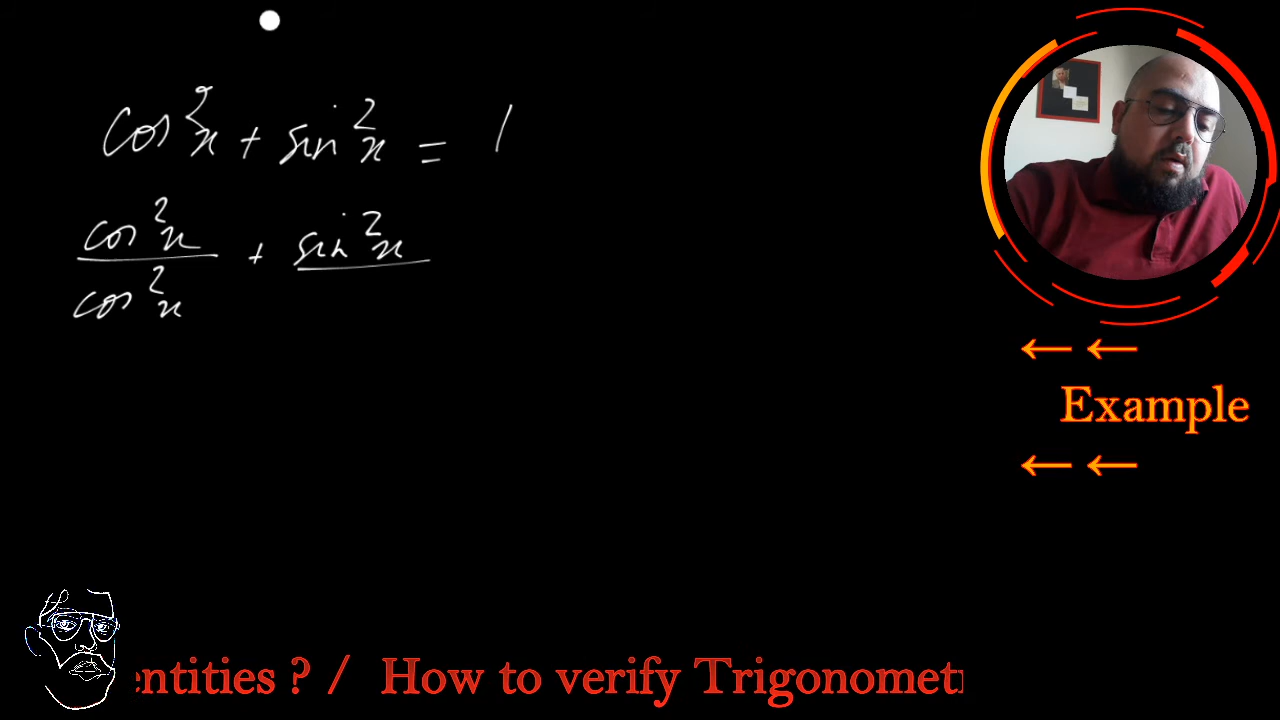 cos²x + sin²x = 1
cos²x/cos²x + sin²x/
← ←
Example
← ←
entities ? / How to verify Trigonomet